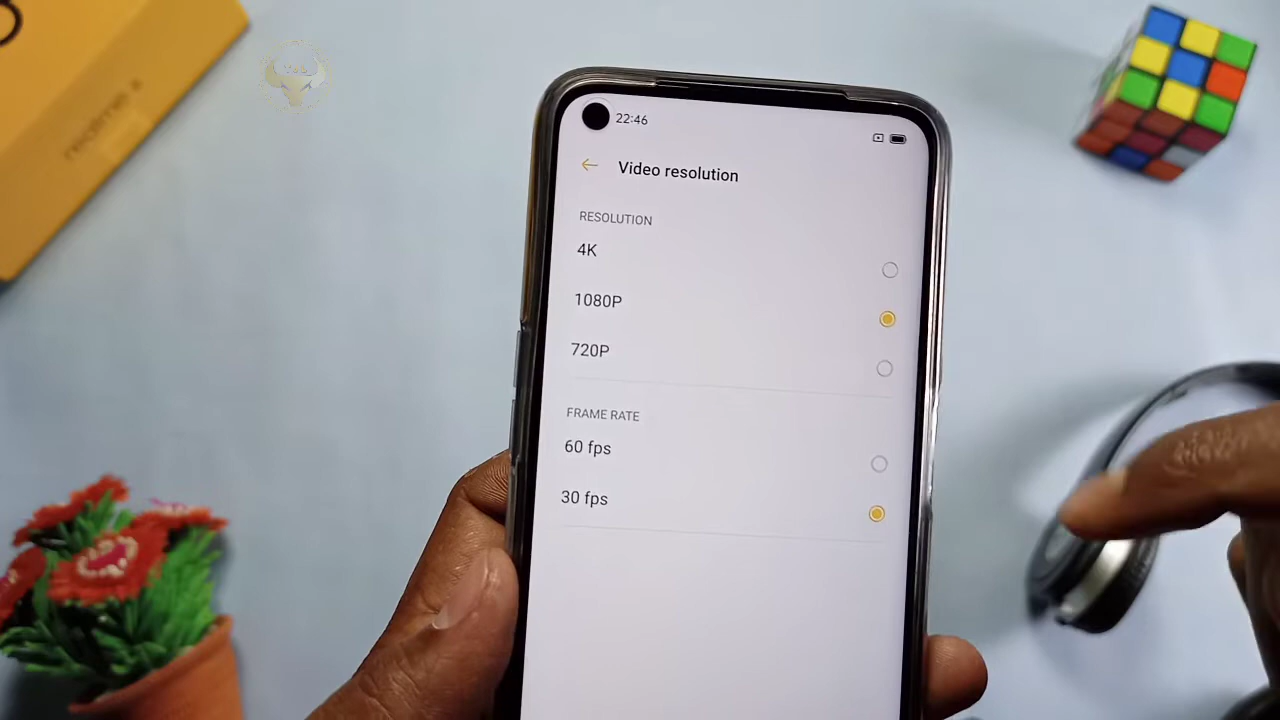 22:46
Video resolution
RESOLUTION
4K
1080P
720P
FRAME RATE
60 fps
30 fps